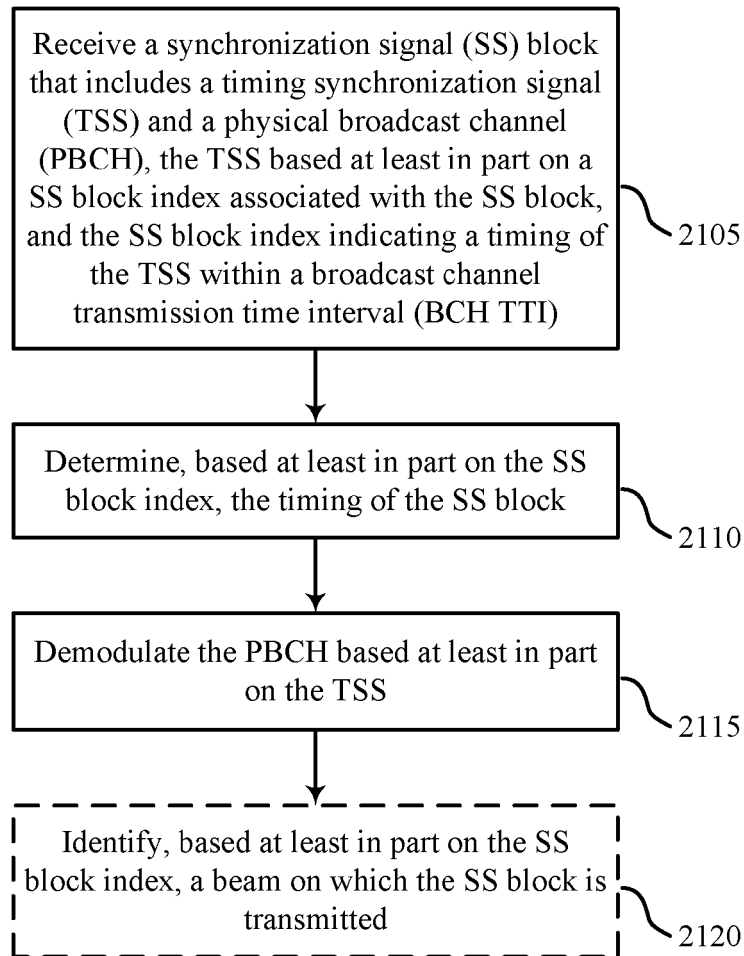 Receive a synchronization signal (SS) block
that includes a timing synchronization signal
(TSS) and a physical broadcast channel
(PBCH), the TSS based at least in part on a
SS block index associated with the SS block,
and the SS block index indicating a timing of
the TSS within a broadcast channel
transmission time interval (BCH TTI)
2105
Determine, based at least in part on the SS
block index, the timing of the SS block
2110
Demodulate the PBCH based at least in part
on the TSS
2115
Identify, based at least in part on the SS
block index, a beam on which the SS block is
transmitted
2120